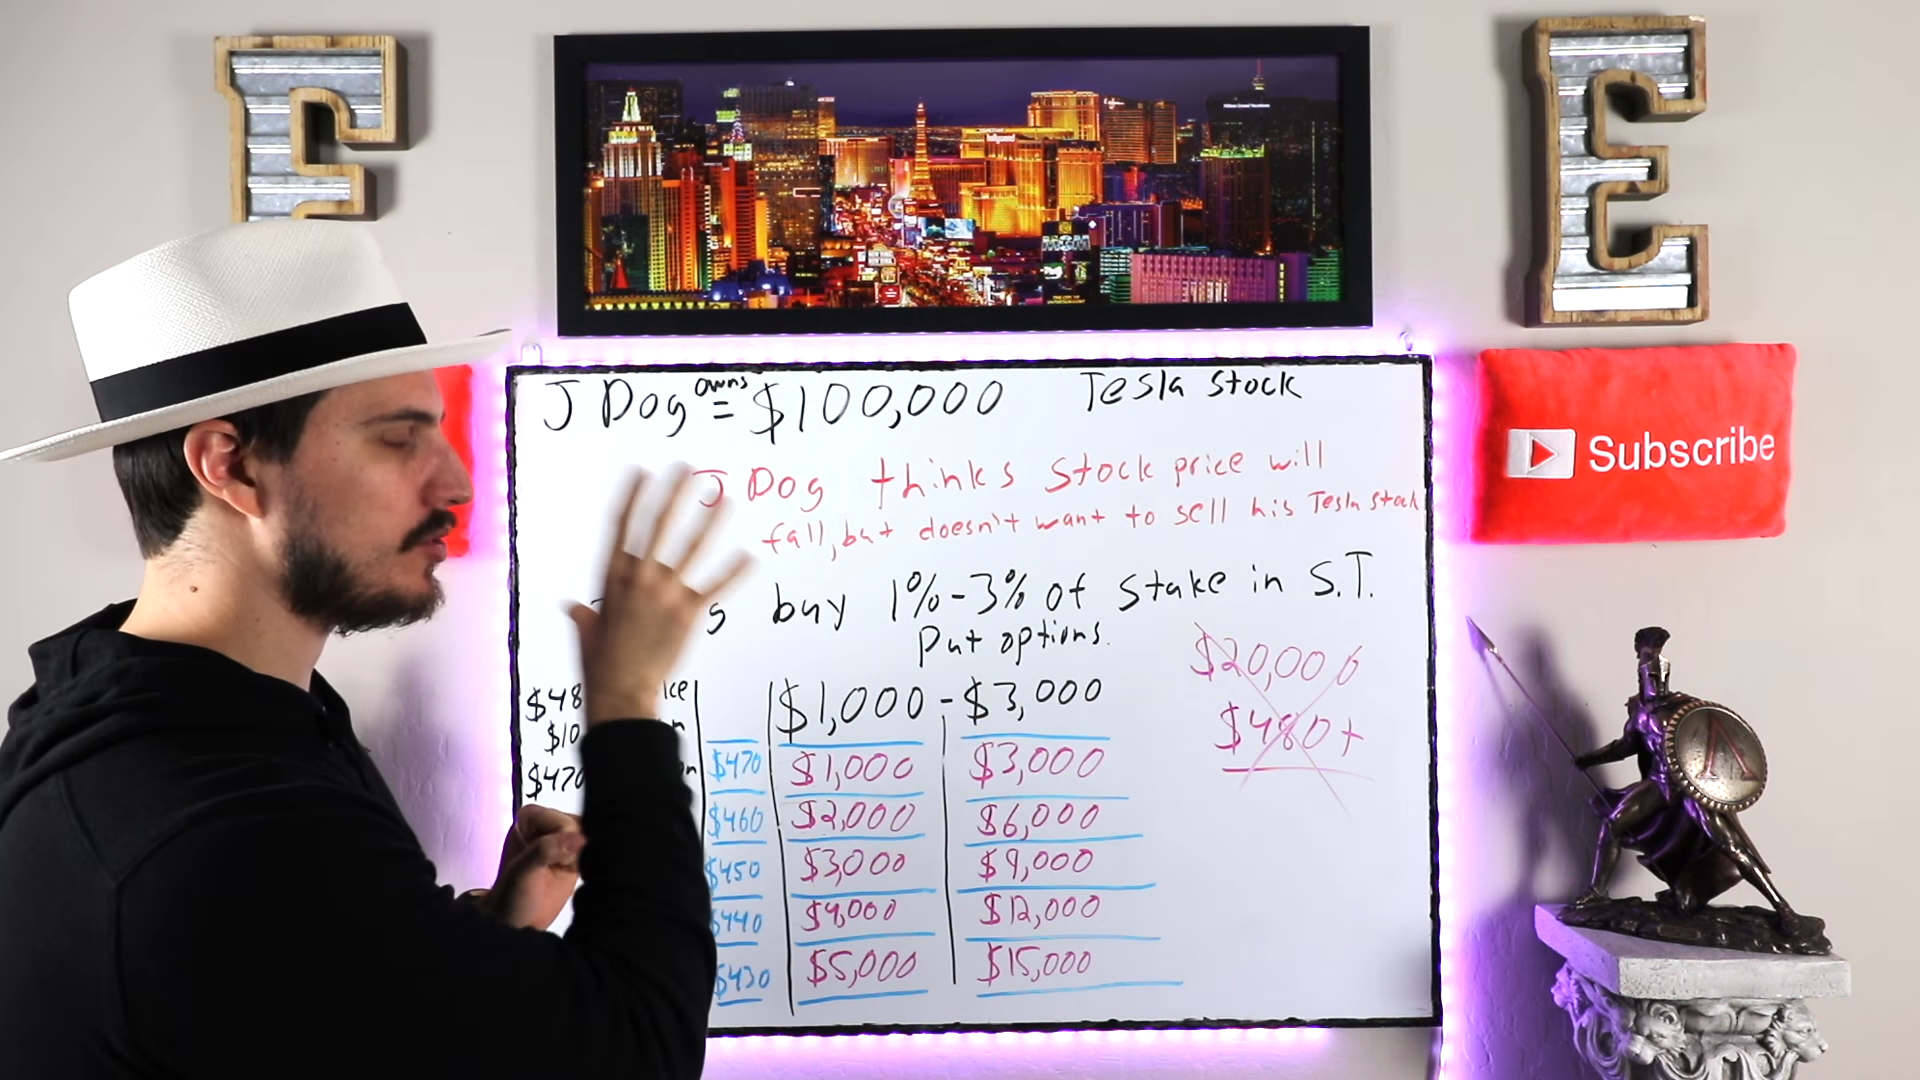 F
E
J Dog owns = $100,000 Tesla Stock
J Dog thinks Stock price will
fall, but doesn't want to sell his Tesla Stock
buy 1%-3% of stake in S.T.
Put options.
$20,000
$480+
$1,000 - $3,000
$470 $1,000 $3,000
$460 $2,000 $6,000
$450 $3,000 $9,000
$440 $4,000 $12,000
$430 $5,000 $15,000
$470
Subscribe
MGM